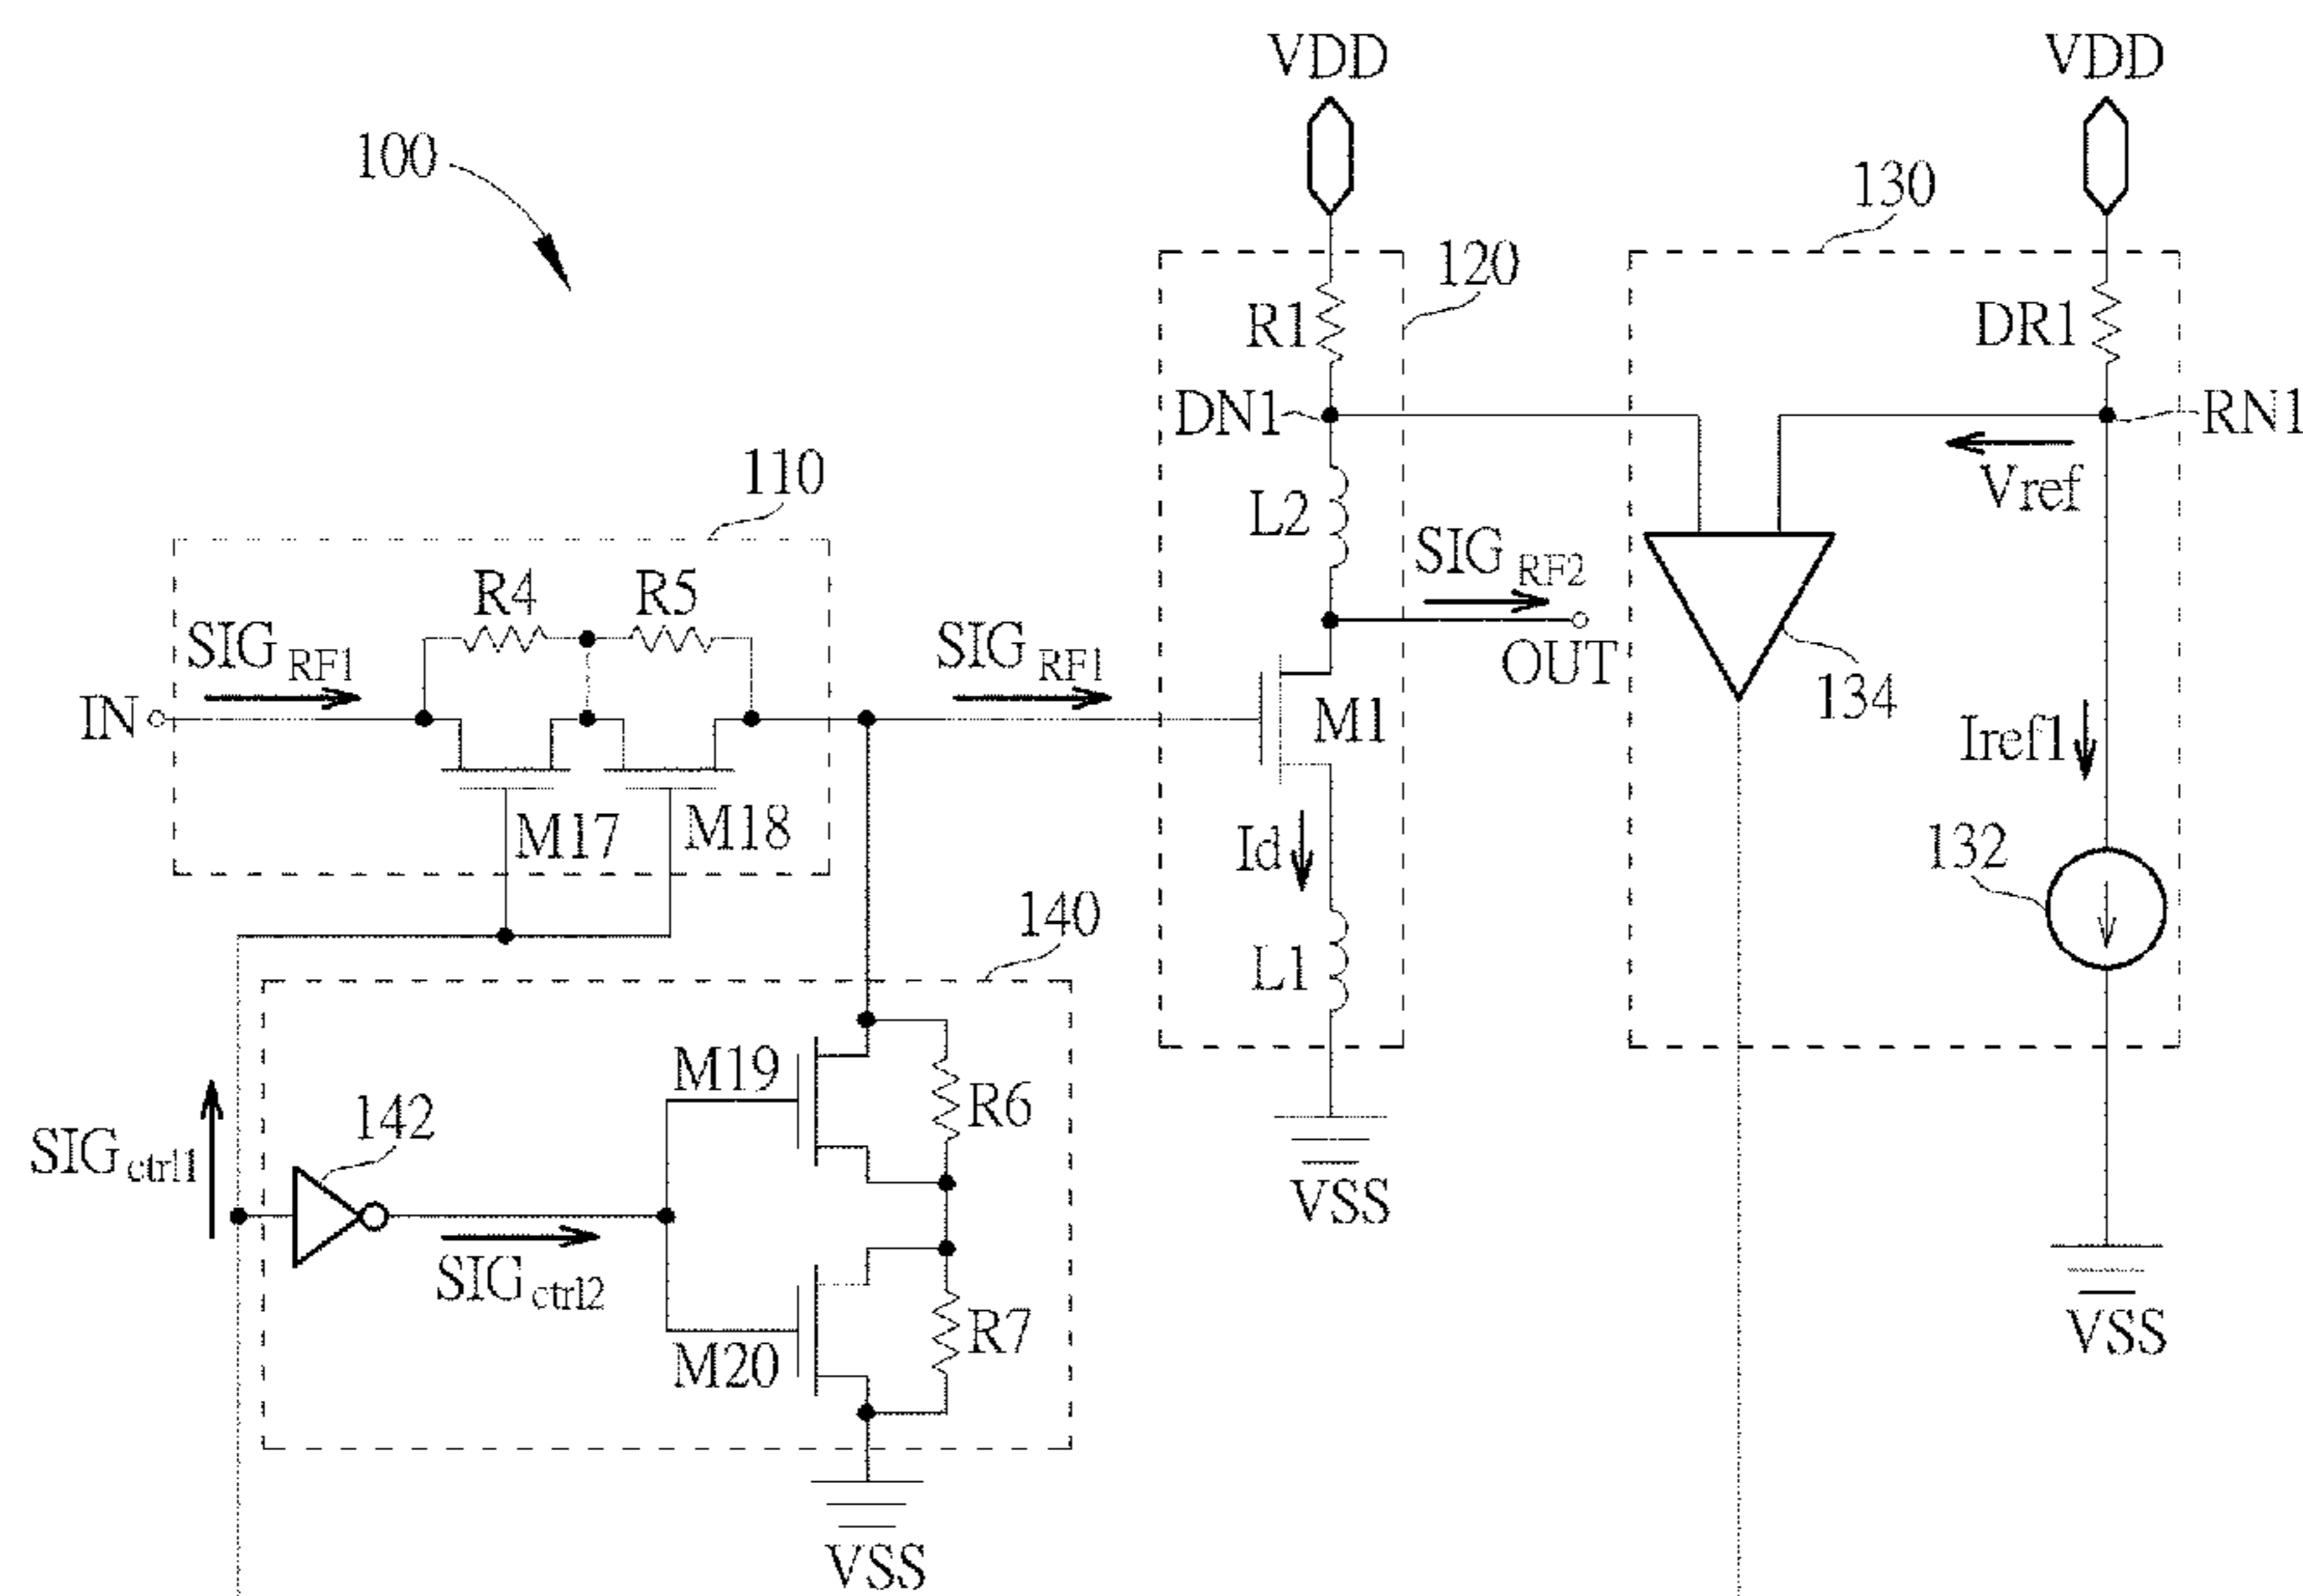 VDD
VDD
100
130
120
R1
DR1
DN1
RN1
Vref
110
L2
SIG RF2
R4
R5
SIG RF1
SIG RF1
OUT
134
IN
M1
Iref1
M17
M18
Id
132
140
L1
M19
R6
142
SIG ctrl1
VSS
SIG ctrl2
R7
M20
VSS
VSS